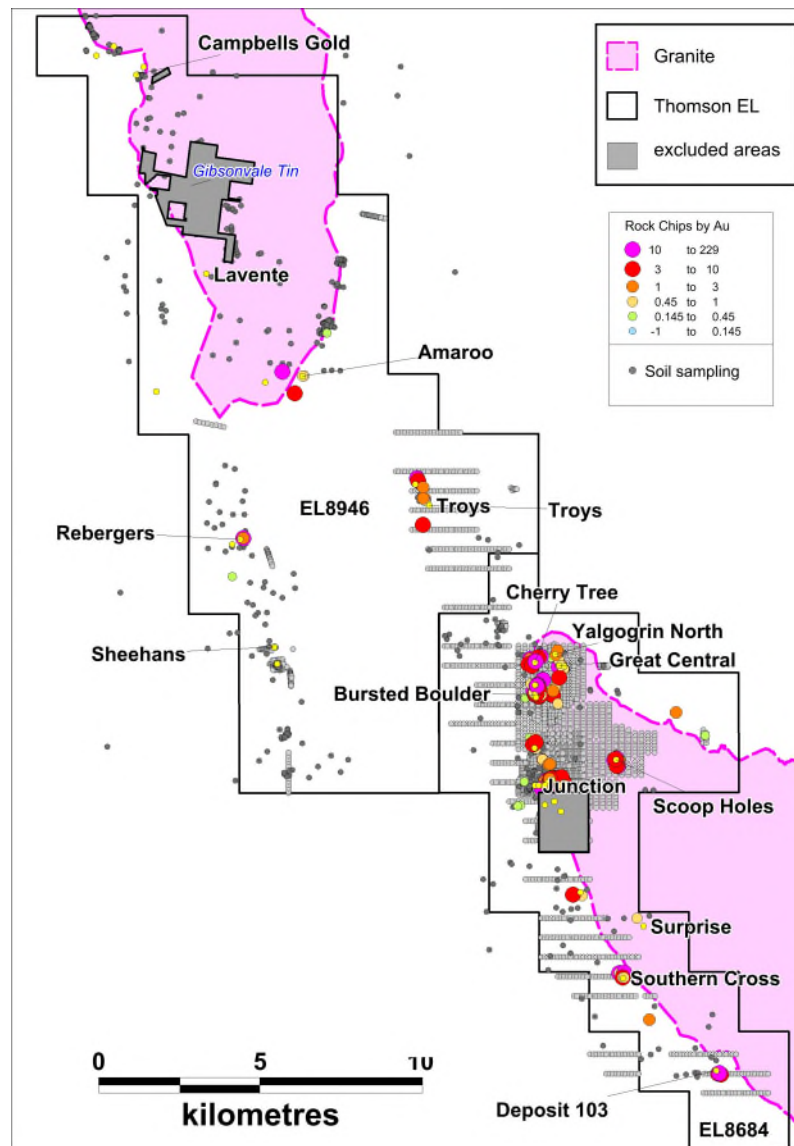 Campbells Gold
Gibsonvale Tin
Lavente
Amaroo
Granite
Thomson EL
excluded areas
Rock Chips by Au
10 to 229
3 to 10
1 to 3
0.45 to 1
0.145 to 0.45
-1 to 0.145
Soil sampling
EL8946
Troys
Troys
Rebergers
Cherry Tree
Yalgogrin North
Sheehans
Great Central
Bursted Boulder
Junction
Scoop Holes
Surprise
Southern Cross
0 5 10
kilometres
Deposit 103
EL8684